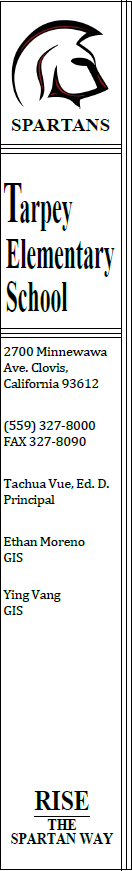 SPARTANS
Tarpey
Elementary
School
2700 Minnewawa
Ave. Clovis,
California 93612
(559) 327-8000
FAX 327-8090
Tachua Vue, Ed. D.
Principal
Ethan Moreno
GIS
Ying Vang
GIS
RISE
THE
SPARTAN WAY